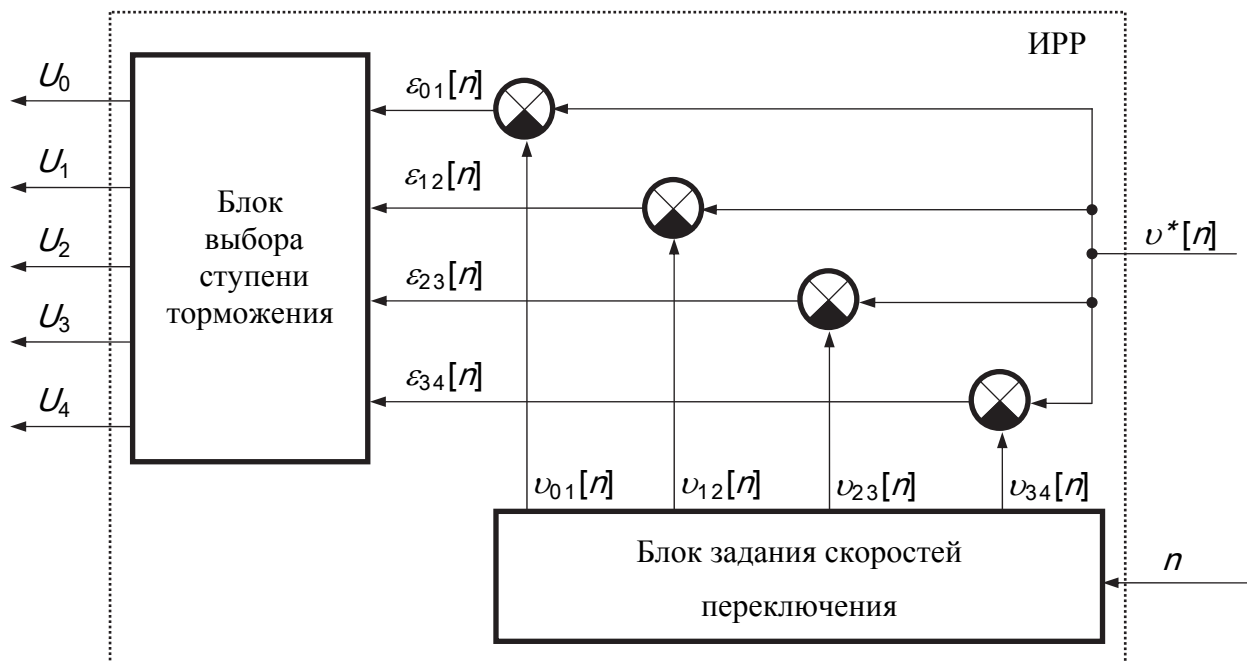 ИРР
U₀
ε₀₁[n]
U₁
ε₁₂[n]
υ*[n]
Блок
выбора
ступени
торможения
U₂
ε₂₃[n]
U₃
ε₃₄[n]
U₄
υ₀₁[n] υ₁₂[n] υ₂₃[n] υ₃₄[n]
Блок задания скоростей
переключения
n